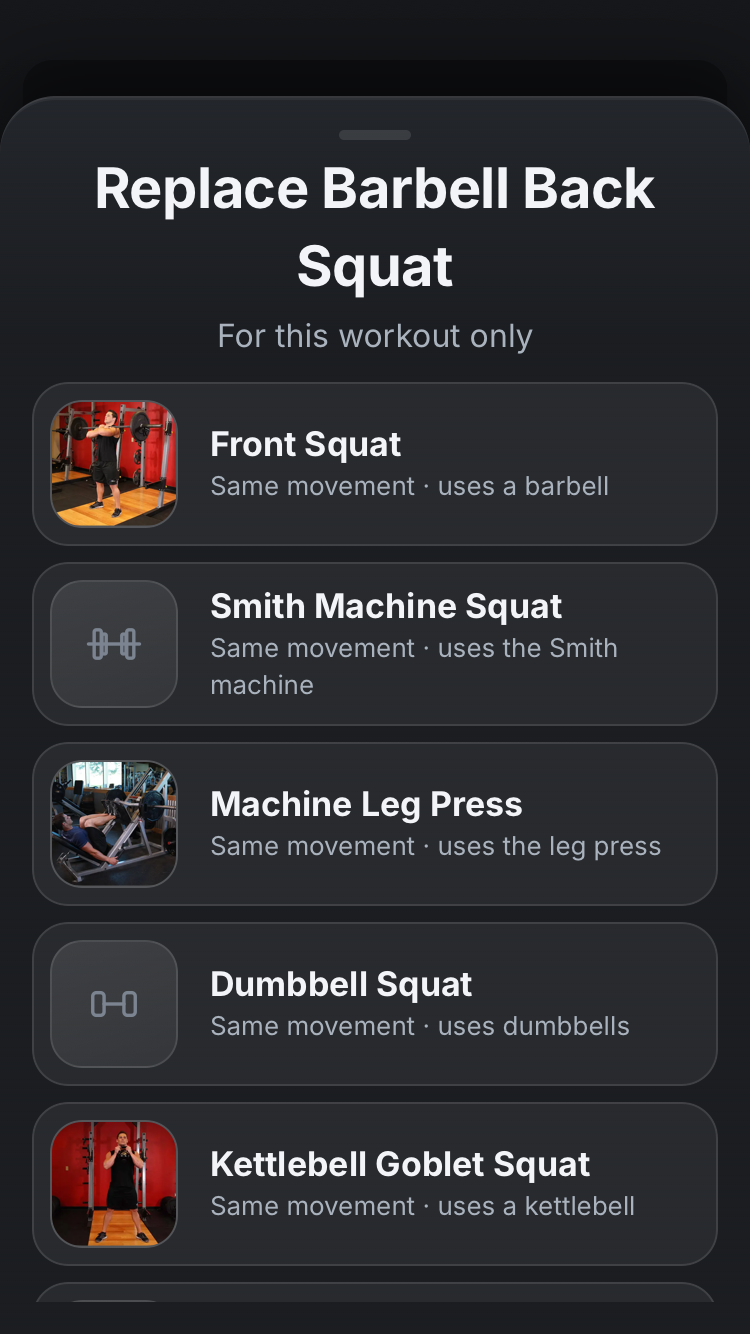 Replace Barbell Back
Squat
For this workout only
Front Squat
Same movement · uses a barbell
Smith Machine Squat
Same movement · uses the Smith
machine
Machine Leg Press
Same movement · uses the leg press
Dumbbell Squat
Same movement · uses dumbbells
Kettlebell Goblet Squat
Same movement · uses a kettlebell